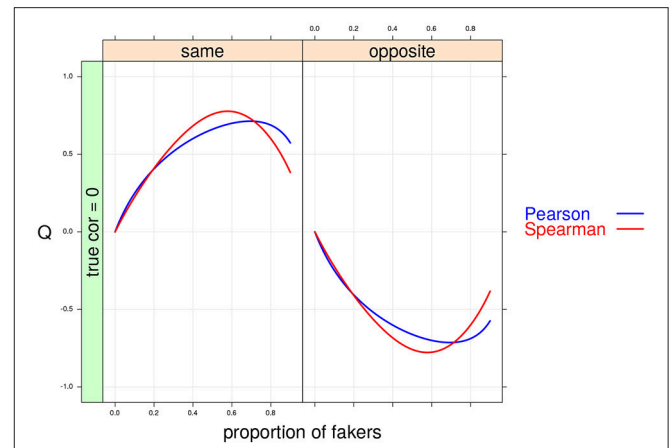 0.0 0.2 0.4 0.6 0.8
same opposite
1.0
0.5
0.0
-0.5
-1.0
Q
true cor = 0
0.0 0.2 0.4 0.6 0.8
proportion of fakers
Pearson
Spearman